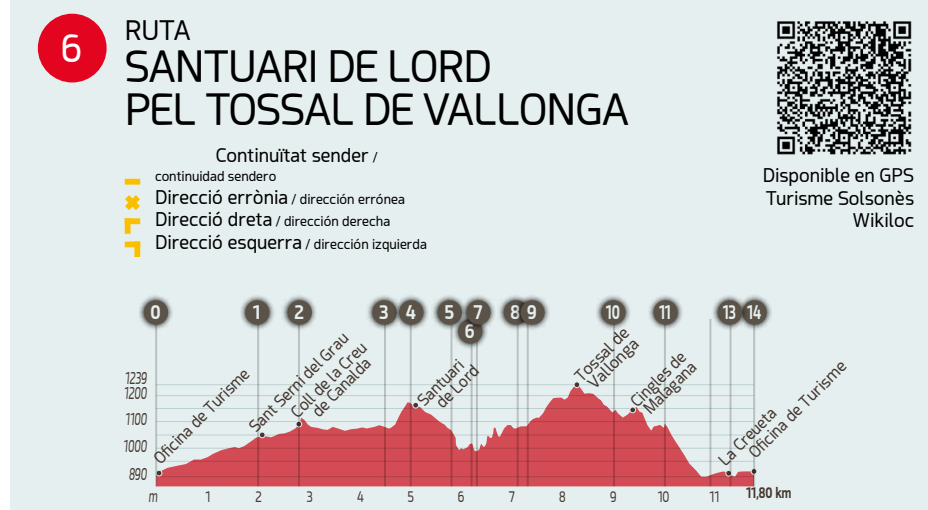 6
RUTA
SANTUARI DE LORD
PEL TOSSAL DE VALLONGA
Continuïtat sender /
continuidad sendero
Direcció errònia / dirección errónea
Direcció dreta / dirección derecha
Direcció esquerra / dirección izquierda
Disponible en GPS
Turisme Solsonès
Wikiloc
0 1 2 3 4 5 6 7 8 9 10 11 13 14
Oficina de Turisme
Sant Serni del Grau
Coll de la Creu
de Canalda
Santuari
de Lord
Tossal de
Vallonga
Cingles de
Malagana
La Creueta
Oficina de Turisme
1239
1200
1100
1000
890
m 1 2 3 4 5 6 7 8 9 10 11 11,80 km